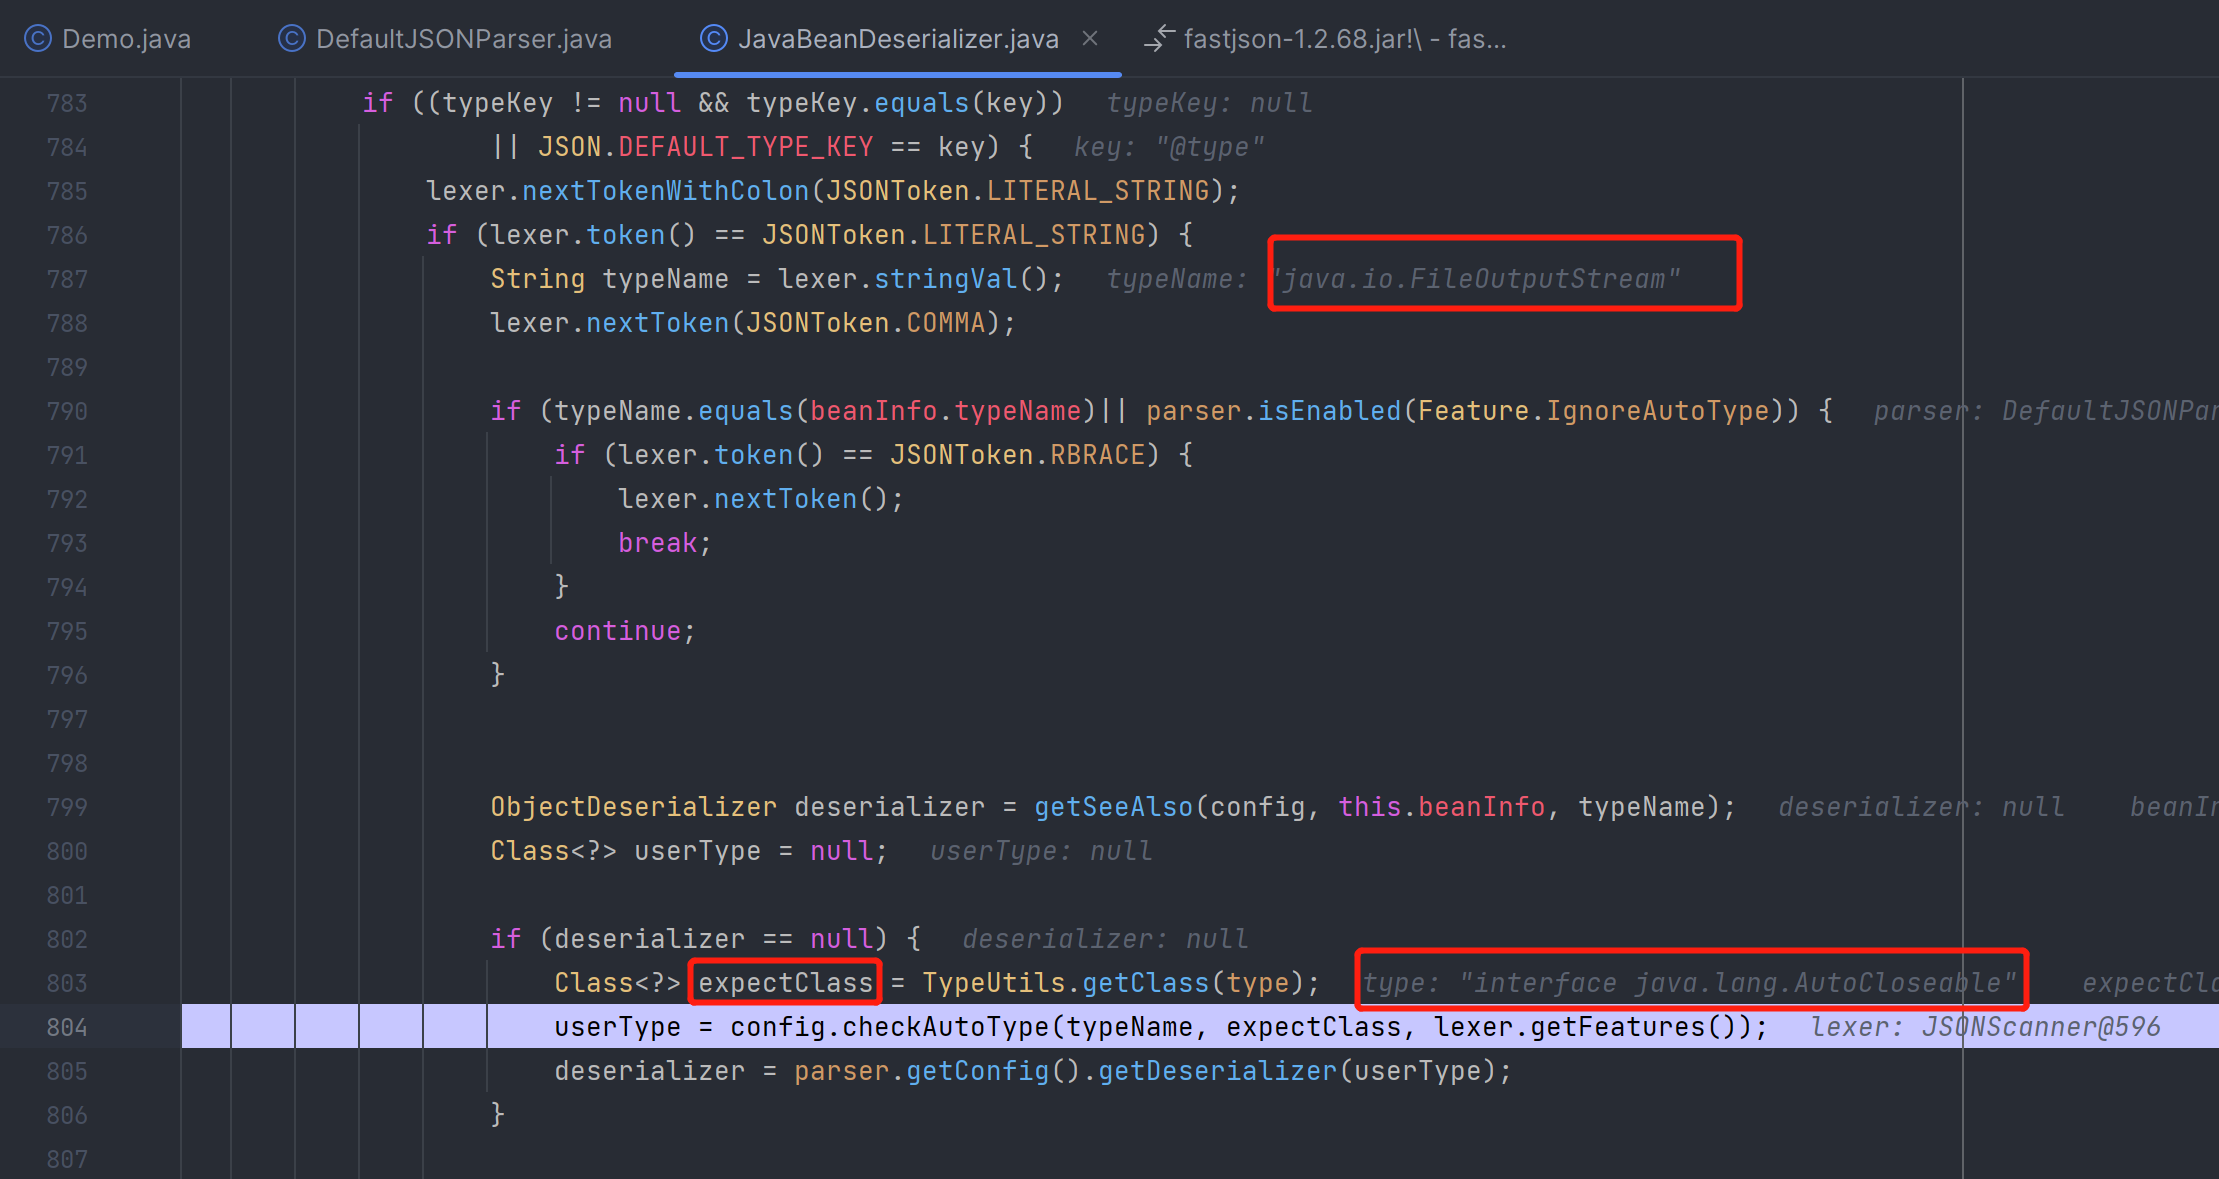 Demo.java DefaultJSONParser.java JavaBeanDeserializer.java fastjson-1.2.68.jar!\ - fas...
783 if ((typeKey != null && typeKey.equals(key)) typeKey: null
784 || JSON.DEFAULT_TYPE_KEY == key) { key: "@type"
785 lexer.nextTokenWithColon(JSONToken.LITERAL_STRING);
786 if (lexer.token() == JSONToken.LITERAL_STRING) {
787 String typeName = lexer.stringVal(); typeName: "java.io.FileOutputStream"
788 lexer.nextToken(JSONToken.COMMA);
789
790 if (typeName.equals(beanInfo.typeName)|| parser.isEnabled(Feature.IgnoreAutoType)) { parser: DefaultJSONPar
791 if (lexer.token() == JSONToken.RBRACE) {
792 lexer.nextToken();
793 break;
794 }
795 continue;
796 }
797
798
799 ObjectDeserializer deserializer = getSeeAlso(config, this.beanInfo, typeName); deserializer: null beanIn
800 Class<?> userType = null; userType: null
801
802 if (deserializer == null) { deserializer: null
803 Class<?> expectClass = TypeUtils.getClass(type); type: "interface java.lang.AutoCloseable" expectCla
804 userType = config.checkAutoType(typeName, expectClass, lexer.getFeatures()); lexer: JSONScanner@596
805 deserializer = parser.getConfig().getDeserializer(userType);
806 }
807